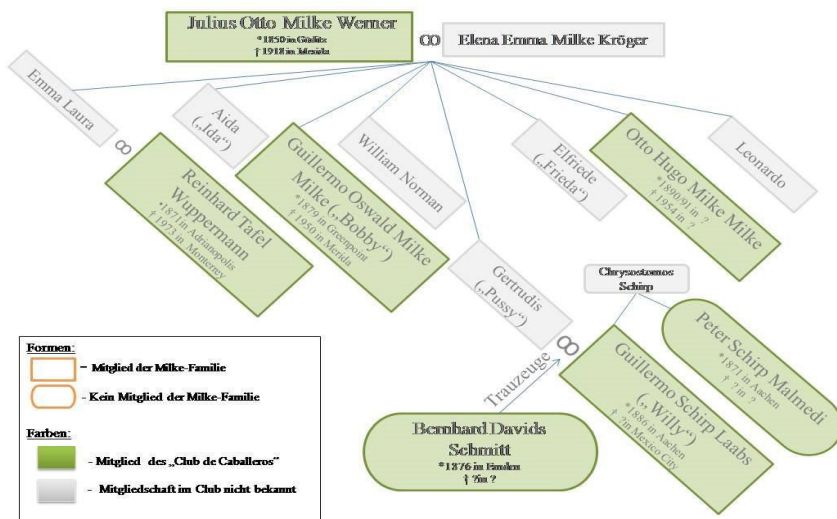 Julius Otto Milke Werner
*1850 in Görlitz
† 1918 in Merida
∞
Elena Emma Milke Kröger
Emma Laura
∞
Reinhard Tafel
Wuppermann
*1871 in Adrianopolis
† 1973 in Monterrey
Aida
(„Ida“)
Guillermo Oswald Milke
Milke („Bobby“)
*1879 in Greenpoint
† 1950 in Merida
William Norman
Gertrudis
(„Pussy“)
∞
Elfriede
(„Frieda“)
Otto Hugo Milke Milke
*1890/91 in ?
† 1954 in ?
Leonardo
Chrysostomos
Schirp
Guillermo Schirp Laabs
(„ Willy“)
*1886 in Aachen
† ?in Mexico City
Peter Schirp Malmedi
*1871 in Aachen
† ? in ?
Trauzeuge
Bernhard Davids
Schmitt
*1876 in Emden
† ?in ?
Formen:
= Mitglied der Milke-Familie
- Kein Mitglied der Milke-Familie
Farben:
- Mitglied des „Club de Caballeros“
- Mitgliedschaft im Club nicht bekannt